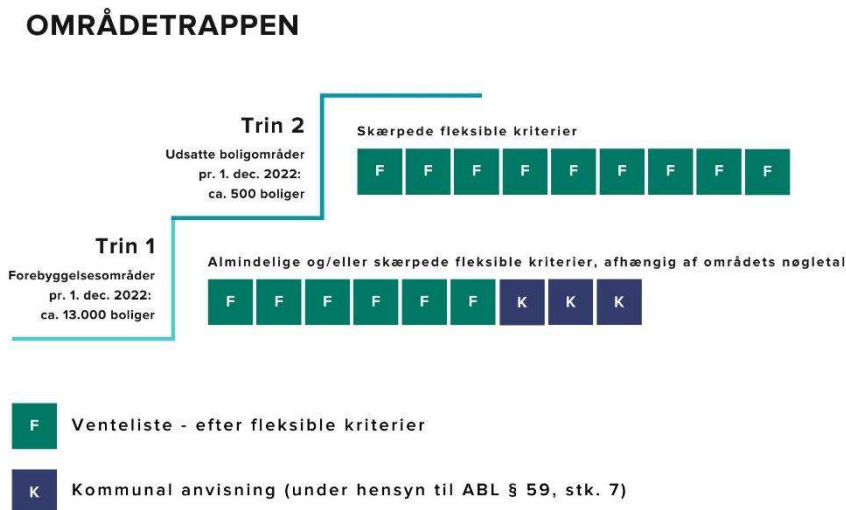 OMRÅDETRAPPEN
Trin 2
Udsatte boligområder
pr. 1. dec. 2022:
ca. 500 boliger
Skærpede fleksible kriterier
F F F F F F F F F
Trin 1
Forebyggelsesområder
pr. 1. dec. 2022:
ca. 13.000 boliger
Almindelige og/eller skærpede fleksible kriterier, afhængig af områdets nøgletal
F F F F F F K K K
F Venteliste - efter fleksible kriterier
K Kommunal anvisning (under hensyn til ABL § 59, stk. 7)